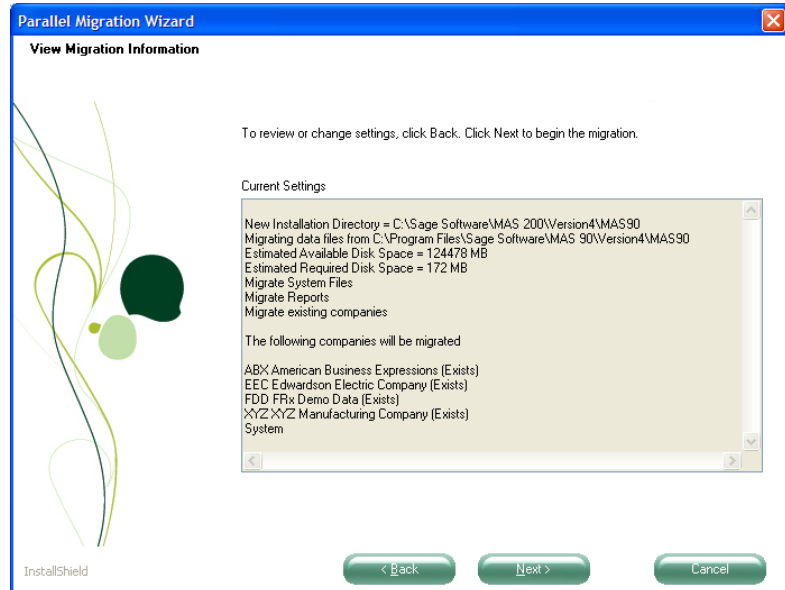 Parallel Migration Wizard
View Migration Information
To review or change settings, click Back. Click Next to begin the migration.
Current Settings
New Installation Directory = C:\Sage Software\MAS 200\Version4\MAS90
Migrating data files from C:\Program Files\Sage Software\MAS 90\Version4\MAS90
Estimated Available Disk Space = 124478 MB
Estimated Required Disk Space = 172 MB
Migrate System Files
Migrate Reports
Migrate existing companies
The following companies will be migrated
ABX American Business Expressions (Exists)
EEC Edwardson Electric Company (Exists)
FDD FRx Demo Data (Exists)
XYZ XYZ Manufacturing Company (Exists)
System
InstallShield
< Back
Next >
Cancel